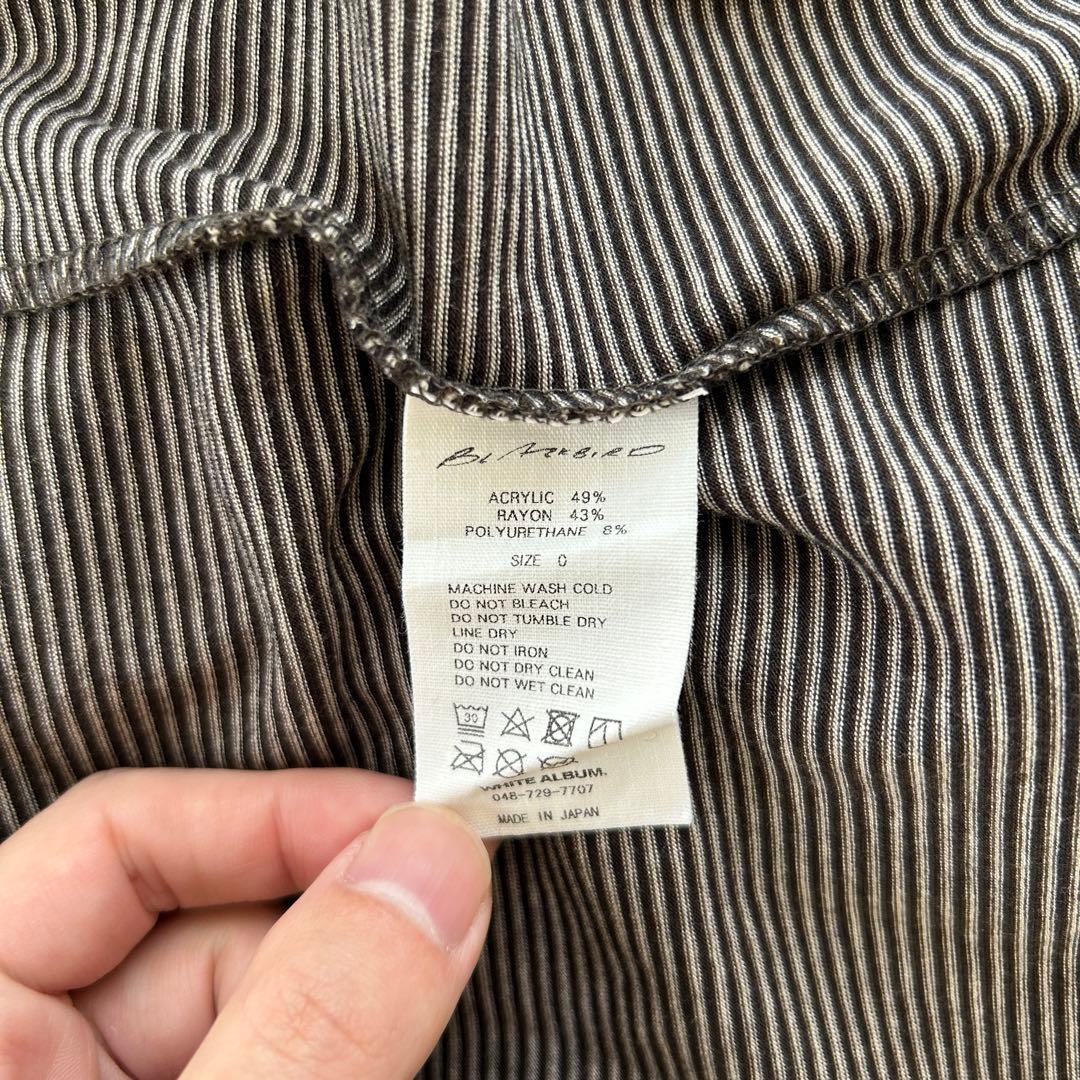 BLACKBIRD
ACRYLIC 49%
RAYON 43%
POLYURETHANE 8%
SIZE 0
MACHINE WASH COLD
DO NOT BLEACH
DO NOT TUMBLE DRY
LINE DRY
DO NOT IRON
DO NOT DRY CLEAN
DO NOT WET CLEAN
30
WHITE ALBUM.
048-729-7707
MADE IN JAPAN